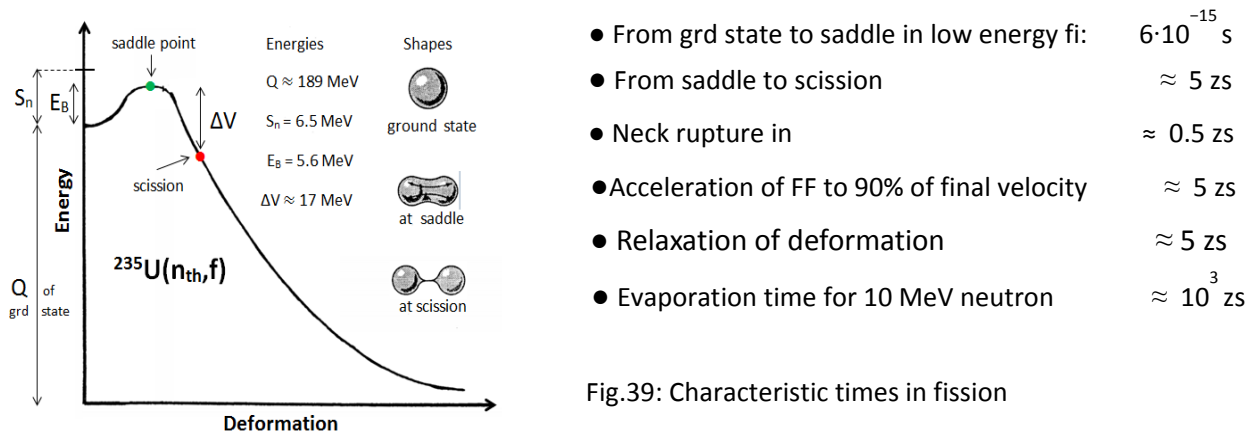 saddle point
Energies
Shapes
Sₙ
E_B
ΔV
Q ≈ 189 MeV
Sₙ = 6.5 MeV
E_B = 5.6 MeV
ΔV ≈ 17 MeV
ground state
scission
at saddle
at scission
Energy
²³⁵U(n_th,f)
Q of
grd state
Deformation
● From grd state to saddle in low energy fi: 6·10⁻¹⁵ s
● From saddle to scission ≈ 5 zs
● Neck rupture in ≈ 0.5 zs
●Acceleration of FF to 90% of final velocity ≈ 5 zs
● Relaxation of deformation ≈ 5 zs
● Evaporation time for 10 MeV neutron ≈ 10³ zs
Fig.39: Characteristic times in fission